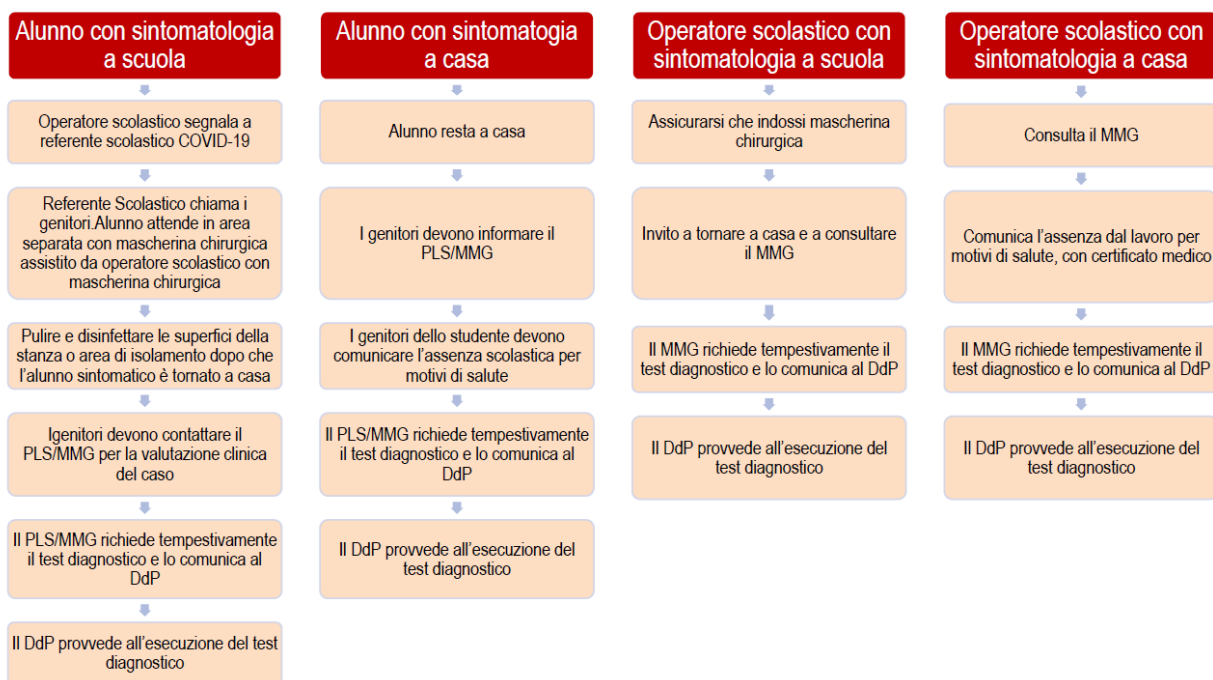 Alunno con sintomatologia
a scuola
Operatore scolastico segnala a
referente scolastico COVID-19
Referente Scolastico chiama i
genitori.Alunno attende in area
separata con mascherina chirurgica
assistito da operatore scolastico con
mascherina chirurgica
Pulire e disinfettare le superfici della
stanza o area di isolamento dopo che
l'alunno sintomatico è tornato a casa
Igenitori devono contattare il
PLS/MMG per la valutazione clinica
del caso
Il PLS/MMG richiede tempestivamente
il test diagnostico e lo comunica al
DdP
Il DdP provvede all'esecuzione del test
diagnostico
Alunno con sintomatogia
a casa
Alunno resta a casa
I genitori devono informare il
PLS/MMG
I genitori dello studente devono
comunicare l'assenza scolastica per
motivi di salute
Il PLS/MMG richiede tempestivamente
il test diagnostico e lo comunica al
DdP
Il DdP provvede all'esecuzione del
test diagnostico
Operatore scolastico con
sintomatologia a scuola
Assicurarsi che indossi mascherina
chirurgica
Invito a tornare a casa e a consultare
il MMG
Il MMG richiede tempestivamente il
test diagnostico e lo comunica al DdP
Il DdP provvede all'esecuzione del
test diagnostico
Operatore scolastico con
sintomatologia a casa
Consulta il MMG
Comunica l'assenza dal lavoro per
motivi di salute, con certificato medico
Il MMG richiede tempestivamente il
test diagnostico e lo comunica al DdP
Il DdP provvede all'esecuzione del
test diagnostico